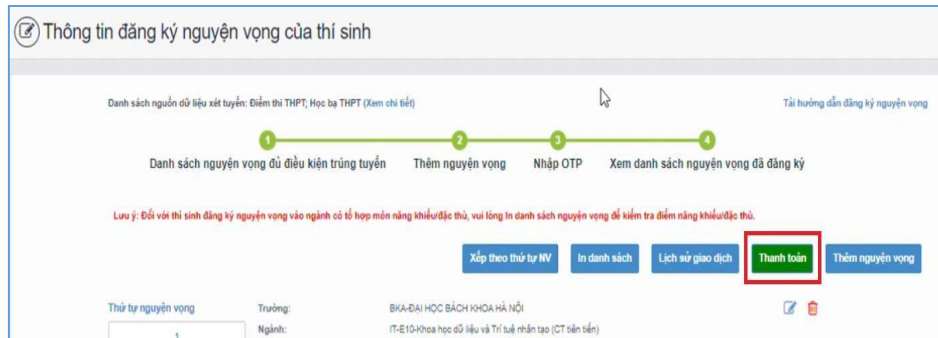 Thông tin đăng ký nguyện vọng của thí sinh
Danh sách nguồn dữ liệu xét tuyển: Điểm thi THPT; Học bạ THPT (Xem chi tiết)
Tải hướng dẫn đăng ký nguyện vọng
1 2 3 4
Danh sách nguyện vọng đủ điều kiện trúng tuyển Thêm nguyện vọng Nhập OTP Xem danh sách nguyện vọng đã đăng ký
Lưu ý: Đối với thí sinh đăng ký nguyện vọng vào ngành có tổ hợp môn năng khiếu/đặc thù, vui lòng In danh sách nguyện vọng để kiểm tra điểm năng khiếu/đặc thù.
Xếp theo thứ tự NV In danh sách Lịch sử giao dịch Thanh toán Thêm nguyện vọng
Thứ tự nguyện vọng Trường: BKA-ĐẠI HỌC BÁCH KHOA HÀ NỘI
1 Ngành: IT-E10-Khoa học dữ liệu và Trí tuệ nhân tạo (CT tiên tiến)